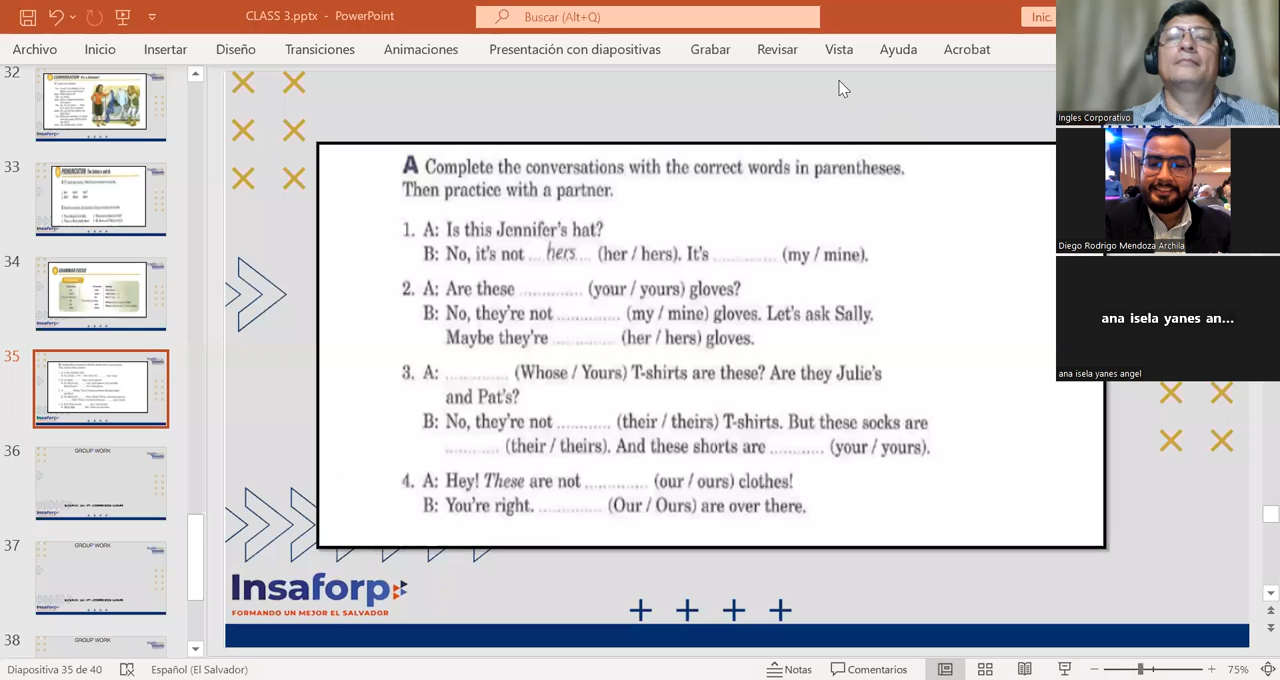 CLASS 3.pptx - PowerPoint
Buscar (Alt+Q)
Inic.
Archivo Inicio Insertar Diseño Transiciones Animaciones Presentación con diapositivas Grabar Revisar Vista Ayuda Acrobat
32
33
34
35
36
GROUP WORK
37
GROUP WORK
38
GROUP WORK
A Complete the conversations with the correct words in parentheses.
Then practice with a partner.
1. A: Is this Jennifer's hat?
B: No, it's not hers (her / hers). It's ............ (my / mine).
2. A: Are these ............ (your / yours) gloves?
B: No, they're not ............ (my / mine) gloves. Let's ask Sally.
Maybe they're ............ (her / hers) gloves.
3. A: ............ (Whose / Yours) T-shirts are these? Are they Julie's
and Pat's?
B: No, they're not ............ (their / theirs) T-shirts. But these socks are
............ (their / theirs). And these shorts are ............ (your / yours).
4. A: Hey! These are not ............ (our / ours) clothes!
B: You're right. ............ (Our / Ours) are over there.
Insaforp
FORMANDO UN MEJOR EL SALVADOR
Ingles Corporativo
Diego Rodrigo Mendoza Archila
ana isela yanes an...
ana isela yanes angel
Diapositiva 35 de 40 Español (El Salvador) Notas Comentarios 75%